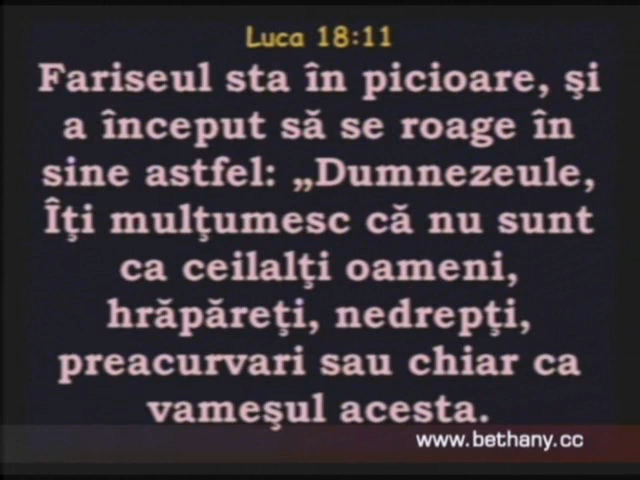 Luca 18:11
Fariseul sta în picioare, şi
a început să se roage în
sine astfel: „Dumnezeule,
Îţi mulţumesc că nu sunt
ca ceilalţi oameni,
hrăpăreţi, nedrepţi,
preacurvari sau chiar ca
vameşul acesta.
www.bethany.cc